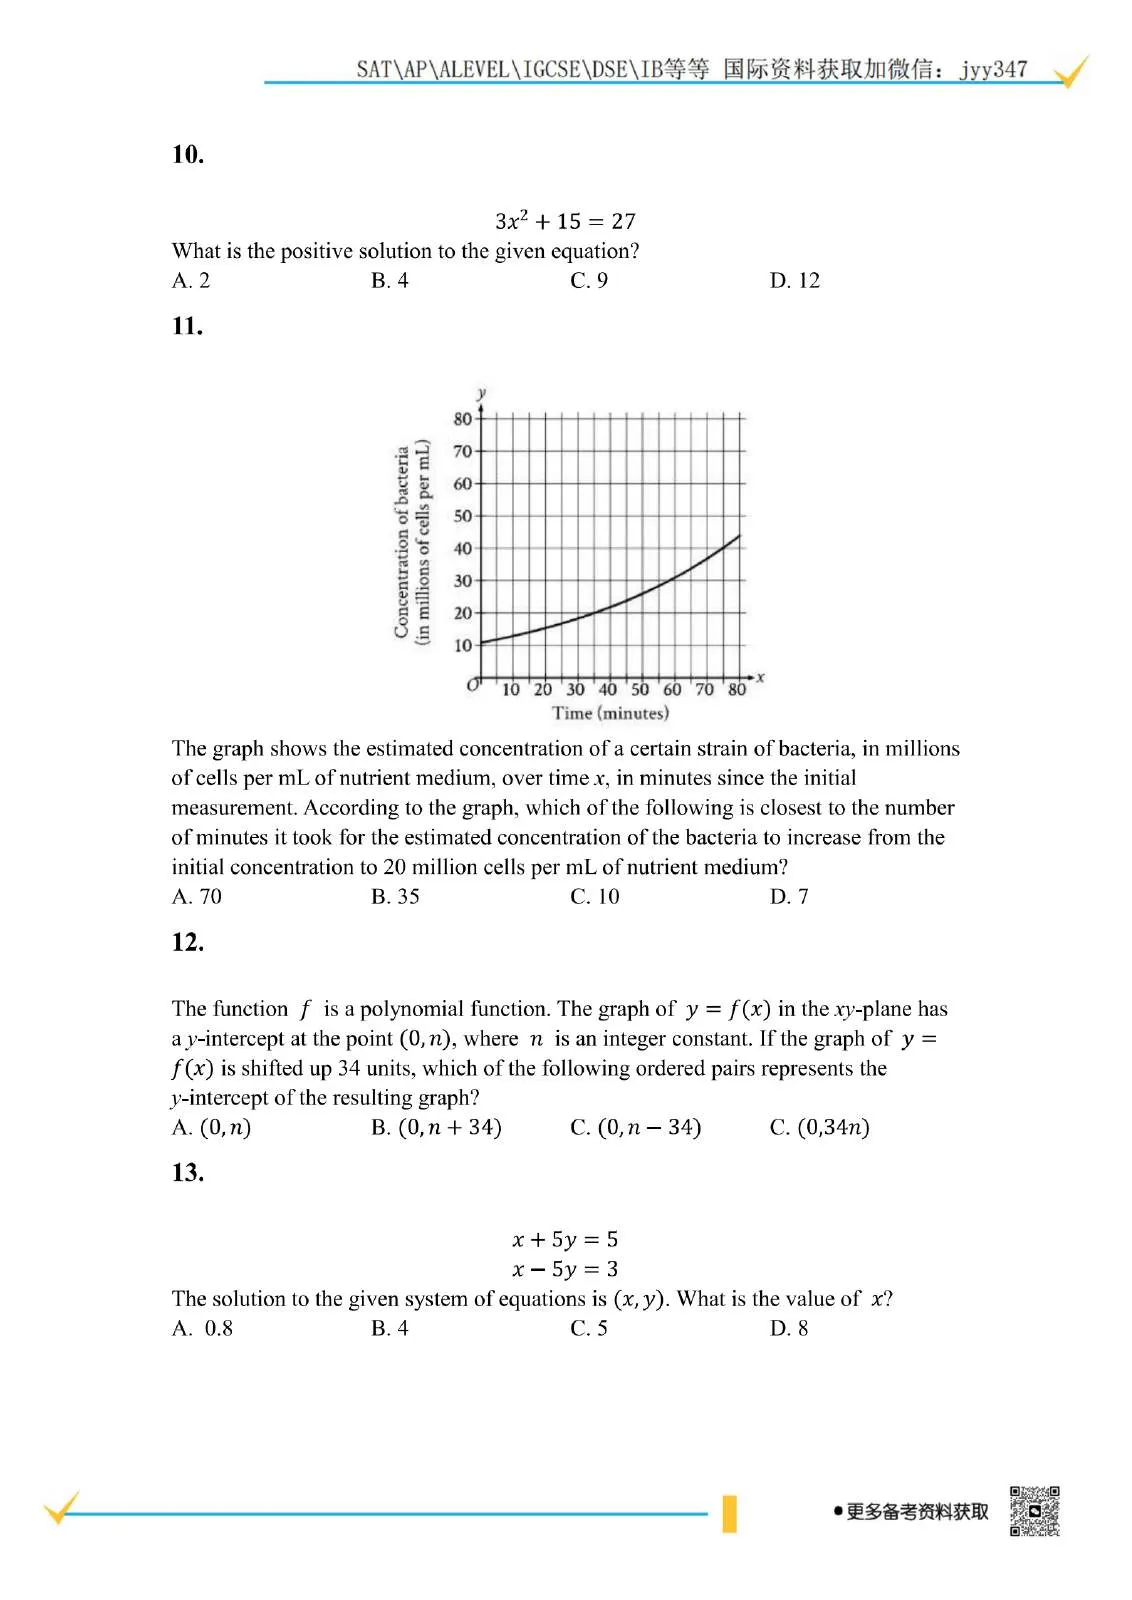 SAT\AP\ALEVEL\IGCSE\DSE\IB等等 国际资料获取加微信：jyy347
10.
3x² + 15 = 27
What is the positive solution to the given equation?
A. 2 B. 4 C. 9 D. 12
11.
y
Concentration of bacteria
(in millions of cells per mL)
80
70
60
50
40
30
20
10
O 10 20 30 40 50 60 70 80 x
Time (minutes)
The graph shows the estimated concentration of a certain strain of bacteria, in millions
of cells per mL of nutrient medium, over time x, in minutes since the initial
measurement. According to the graph, which of the following is closest to the number
of minutes it took for the estimated concentration of the bacteria to increase from the
initial concentration to 20 million cells per mL of nutrient medium?
A. 70 B. 35 C. 10 D. 7
12.
The function f is a polynomial function. The graph of y = f(x) in the xy-plane has
a y-intercept at the point (0, n), where n is an integer constant. If the graph of y =
f(x) is shifted up 34 units, which of the following ordered pairs represents the
y-intercept of the resulting graph?
A. (0, n) B. (0, n + 34) C. (0, n − 34) C. (0,34n)
13.
x + 5y = 5
x − 5y = 3
The solution to the given system of equations is (x, y). What is the value of x?
A. 0.8 B. 4 C. 5 D. 8
•更多备考资料获取